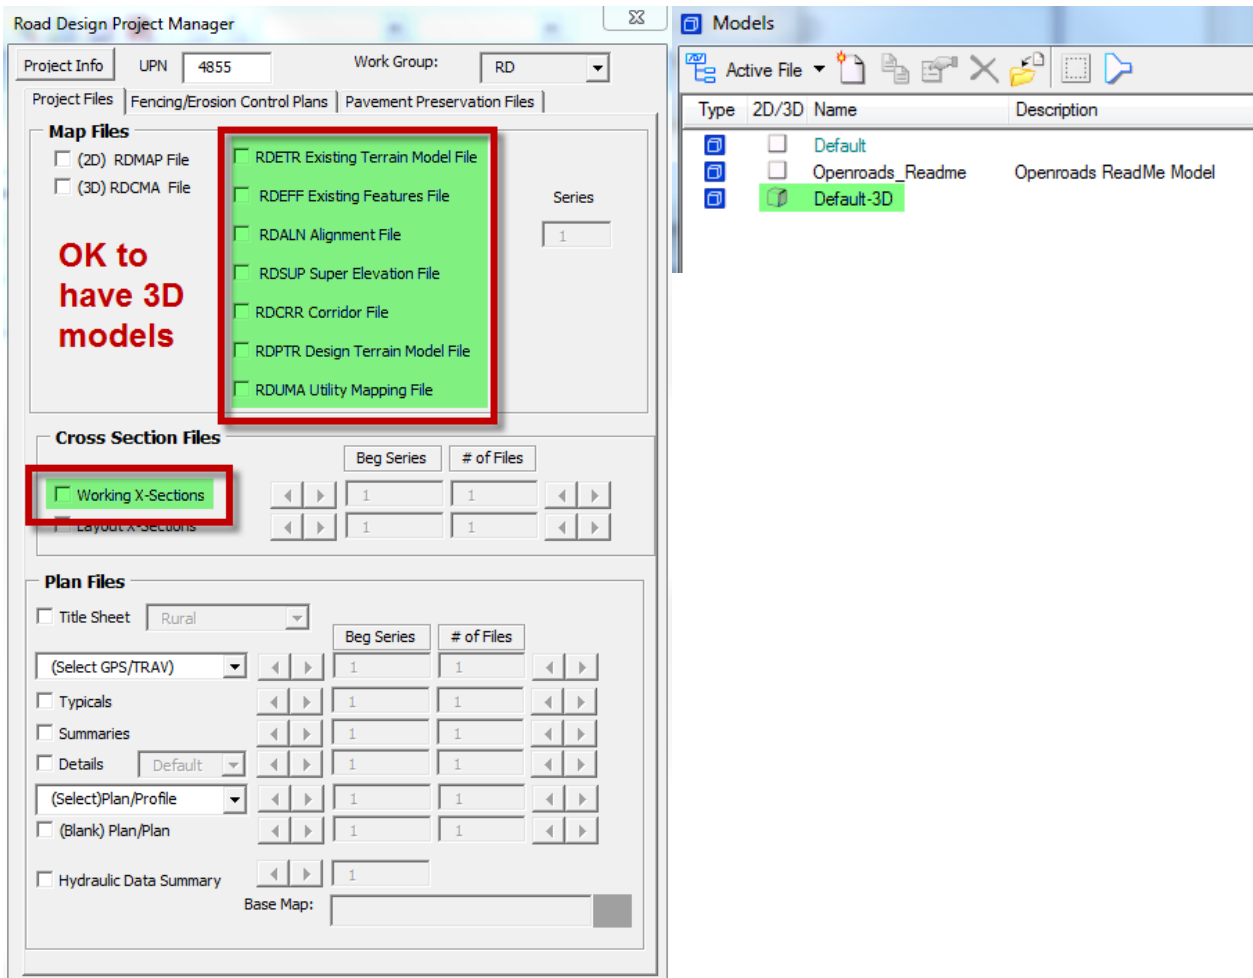 Road Design Project Manager
Project Info
UPN
4855
Work Group:
RD
Project Files
Fencing/Erosion Control Plans
Pavement Preservation Files
Map Files
(2D) RDMAP File
(3D) RDCMA File
OK to
have 3D
models
RDETR Existing Terrain Model File
RDEFF Existing Features File
RDALN Alignment File
RDSUP Super Elevation File
RDCRR Corridor File
RDPTR Design Terrain Model File
RDUMA Utility Mapping File
Series
1
Cross Section Files
Beg Series
# of Files
Working X-Sections
1
1
Layout X-Sections
1
1
Plan Files
Title Sheet
Rural
Beg Series
# of Files
(Select GPS/TRAV)
1
1
Typicals
1
1
Summaries
1
1
Details
Default
1
1
(Select)Plan/Profile
1
1
(Blank) Plan/Plan
1
1
Hydraulic Data Summary
1
Base Map:
Models
Active File
Type 2D/3D Name Description
Default
Openroads_Readme Openroads ReadMe Model
Default-3D